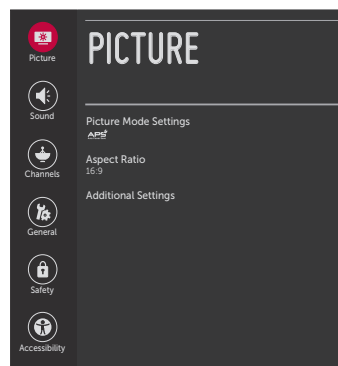 Picture
Sound
Channels
General
Safety
Accessibility
PICTURE
Picture Mode Settings
APS
Aspect Ratio
16:9
Additional Settings